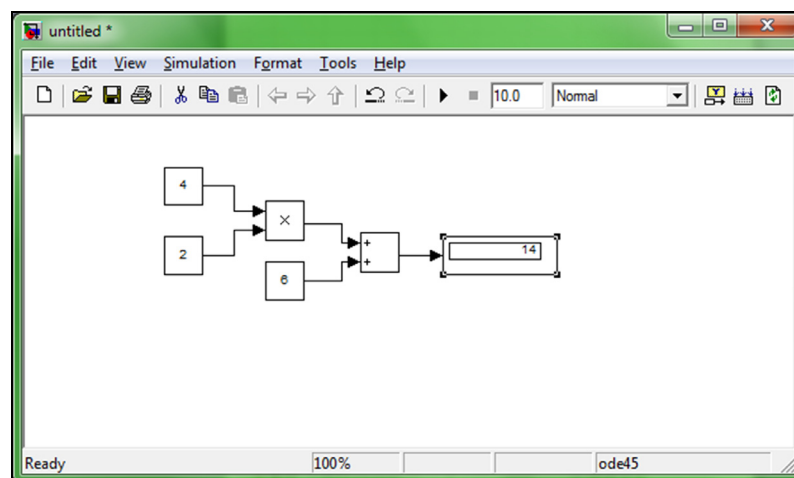 untitled *
File Edit View Simulation Format Tools Help
10.0 Normal
4
×
2
+
+
6
14
Ready 100% ode45